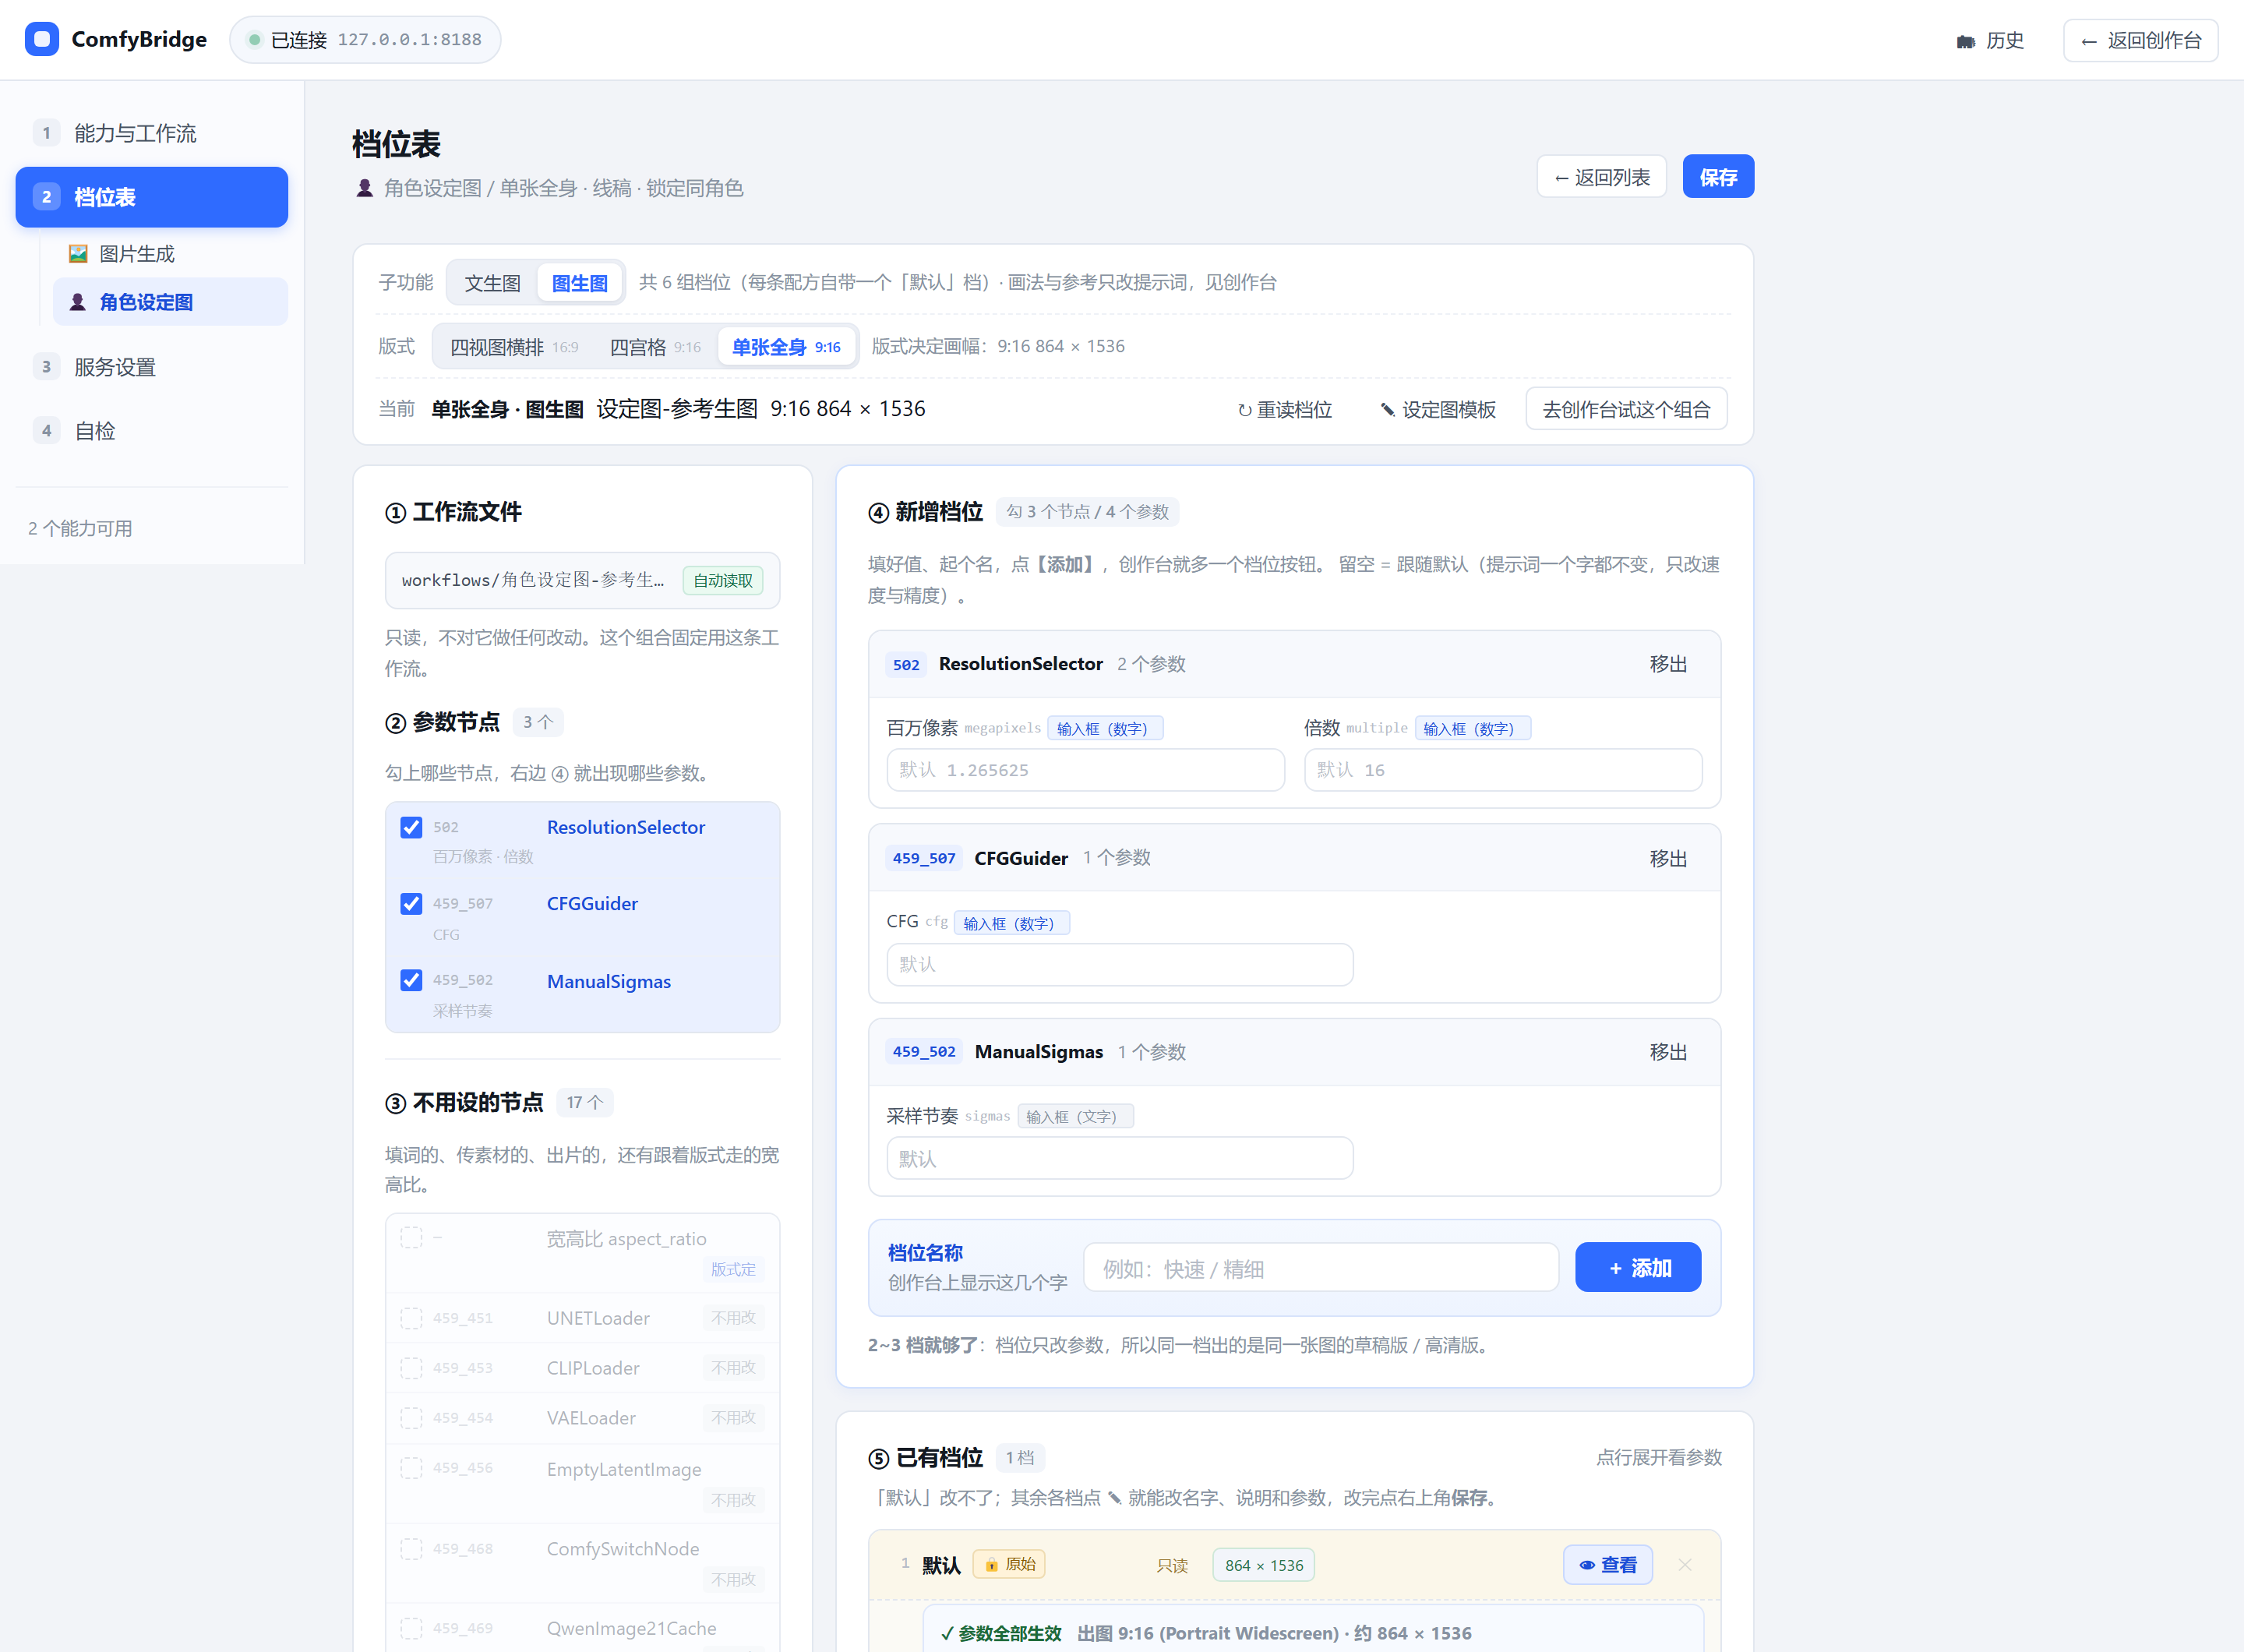 ComfyBridge
已连接 127.0.0.1:8188
历史
← 返回创作台
1 能力与工作流
2 档位表
图片生成
角色设定图
3 服务设置
4 自检
2 个能力可用
档位表
角色设定图 / 单张全身 · 线稿 · 锁定同角色
← 返回列表
保存
子功能 文生图 图生图 共 6 组档位（每条配方自带一个「默认」档）· 画法与参考只改提示词，见创作台
版式 四视图横排 16:9 四宫格 9:16 单张全身 9:16 版式决定画幅：9:16 864 × 1536
当前 单张全身 · 图生图 设定图-参考生图 9:16 864 × 1536
↻ 重读档位
✎ 设定图模板
去创作台试这个组合
① 工作流文件
workflows/角色设定图-参考生... 自动读取
只读，不对它做任何改动。这个组合固定用这条工
作流。
② 参数节点 3 个
勾上哪些节点，右边 ④ 就出现哪些参数。
502 ResolutionSelector
百万像素 · 倍数
459_507 CFGGuider
CFG
459_502 ManualSigmas
采样节奏
③ 不用设的节点 17 个
填词的、传素材的、出片的，还有跟着版式走的宽
高比。
– 宽高比 aspect_ratio
版式定
459_451 UNETLoader 不用改
459_453 CLIPLoader 不用改
459_454 VAELoader 不用改
459_456 EmptyLatentImage
不用改
459_468 ComfySwitchNode
不用改
459_469 QwenImage21Cache
④ 新增档位 勾 3 个节点 / 4 个参数
填好值、起个名，点【添加】，创作台就多一个档位按钮。 留空 = 跟随默认（提示词一个字都不变，只改速
度与精度）。
502 ResolutionSelector 2 个参数 移出
百万像素 megapixels 输入框（数字） 倍数 multiple 输入框（数字）
默认 1.265625 默认 16
459_507 CFGGuider 1 个参数 移出
CFG cfg 输入框（数字）
默认
459_502 ManualSigmas 1 个参数 移出
采样节奏 sigmas 输入框（文字）
默认
档位名称
创作台上显示这几个字
例如：快速 / 精细
+ 添加
2~3 档就够了：档位只改参数，所以同一档出的是同一张图的草稿版 / 高清版。
⑤ 已有档位 1 档 点行展开看参数
「默认」改不了；其余各档点 ✎ 就能改名字、说明和参数，改完点右上角保存。
1 默认 原始 只读 864 × 1536 查看 ×
✓ 参数全部生效 出图 9:16 (Portrait Widescreen) · 约 864 × 1536